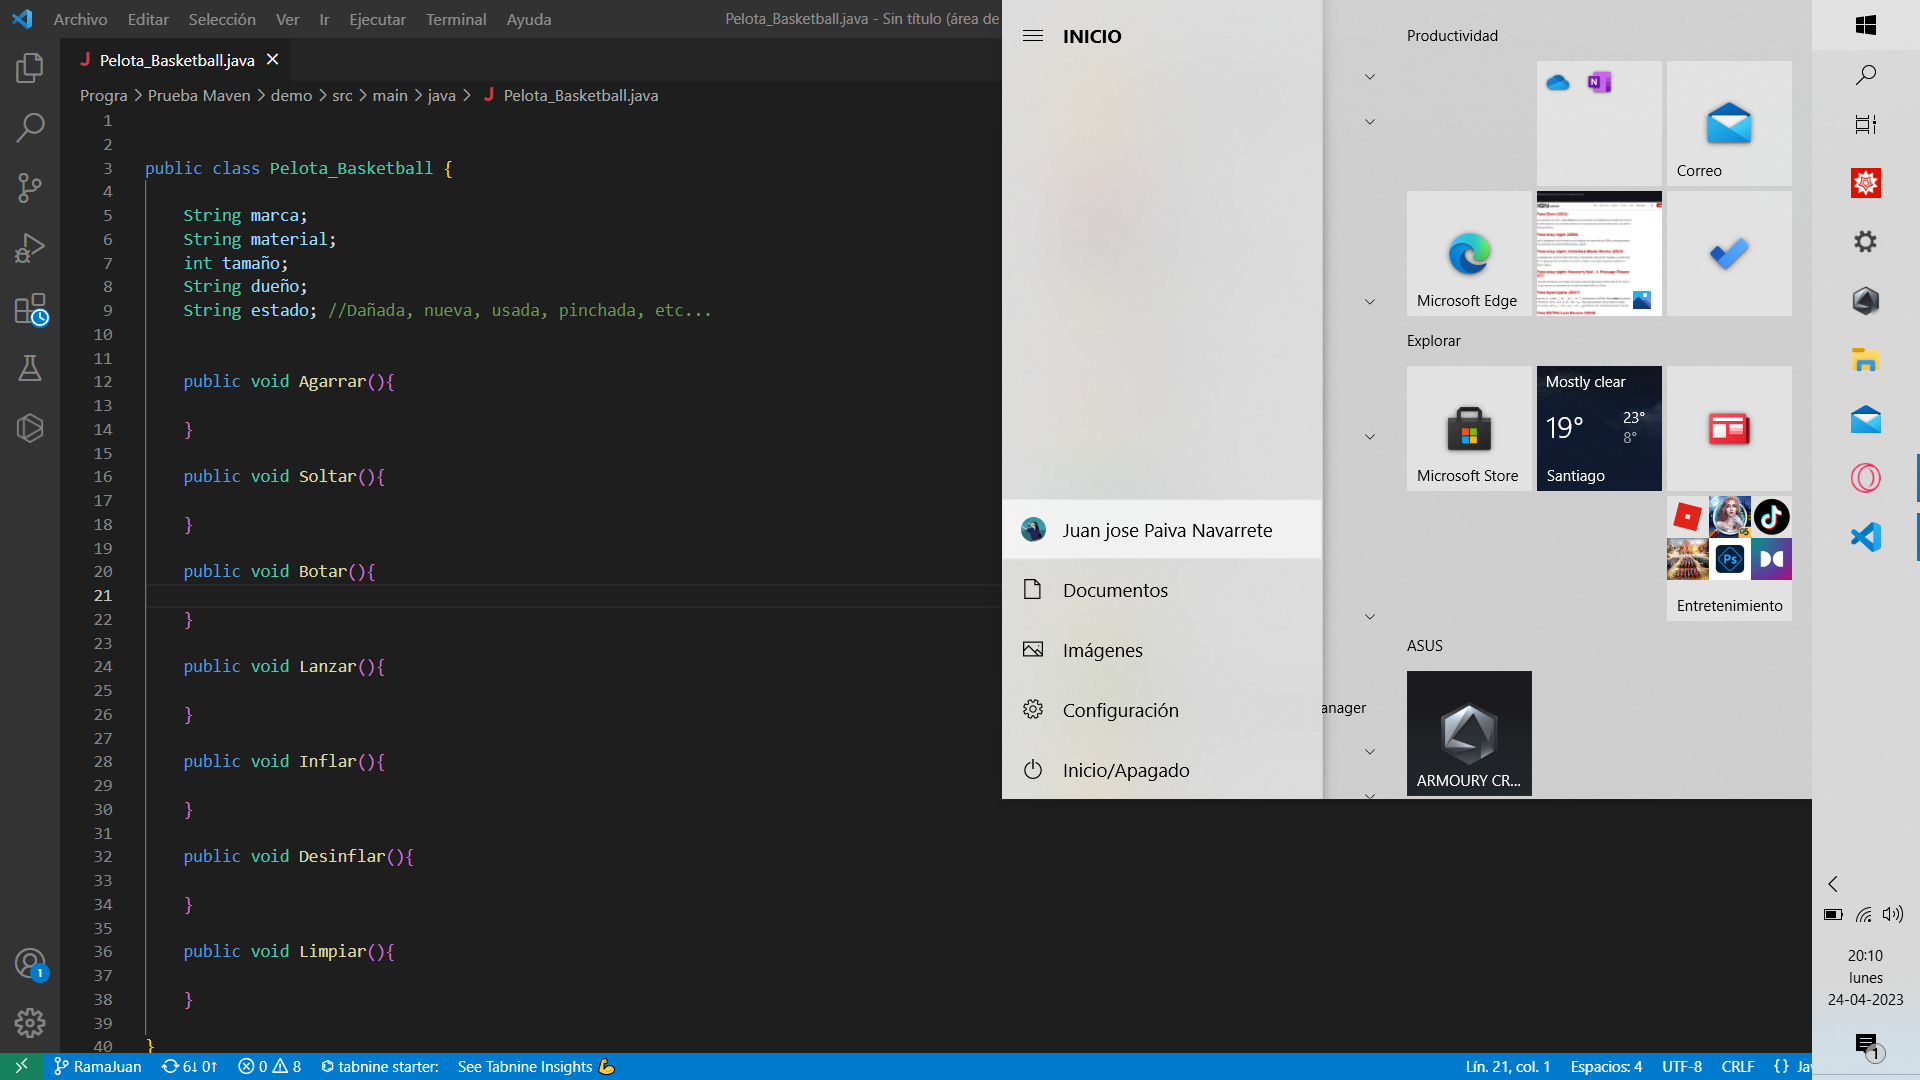 Archivo Editar Selección Ver Ir Ejecutar Terminal Ayuda
Pelota_Basketball.java - Sin título (área de
Pelota_Basketball.java
Progra > Prueba Maven > demo > src > main > java > Pelota_Basketball.java
1
2
3 public class Pelota_Basketball {
4
5 String marca;
6 String material;
7 int tamaño;
8 String dueño;
9 String estado; //Dañada, nueva, usada, pinchada, etc...
10
11
12 public void Agarrar(){
13
14 }
15
16 public void Soltar(){
17
18 }
19
20 public void Botar(){
21
22 }
23
24 public void Lanzar(){
25
26 }
27
28 public void Inflar(){
29
30 }
31
32 public void Desinflar(){
33
34 }
35
36 public void Limpiar(){
37
38 }
39
40 }
1
RamaJuan 6↓ 0↑ 0 8 tabnine starter: See Tabnine Insights 💪
Lín. 21, col. 1 Espacios: 4 UTF-8 CRLF {} Jav
INICIO
Juan jose Paiva Navarrete
Documentos
Imágenes
Configuración
Inicio/Apagado
anager
Productividad
Correo
Microsoft Edge
Explorar
Microsoft Store
Mostly clear
19° 23°
8°
Santiago
Ps
Entretenimiento
ASUS
ARMOURY CR...
20:10
lunes
24-04-2023
1